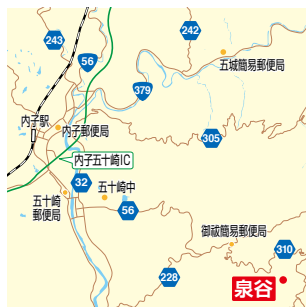 242
243
56
五城簡易郵便局
379
内子駅
内子郵便局
305
内子五十崎IC
32
五十崎中
五十崎
郵便局
56
御祓簡易郵便局
310
228
泉谷